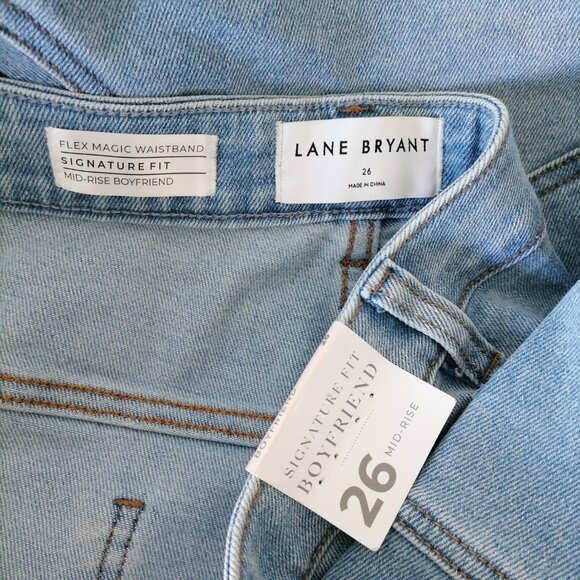 FLEX MAGIC WAISTBAND
SIGNATURE FIT
MID-RISE BOYFRIEND
LANE BRYANT
26
MADE IN CHINA
SIGNATURE FIT
BOYFRIEND
26
MID-RISE
BOYFRIEND